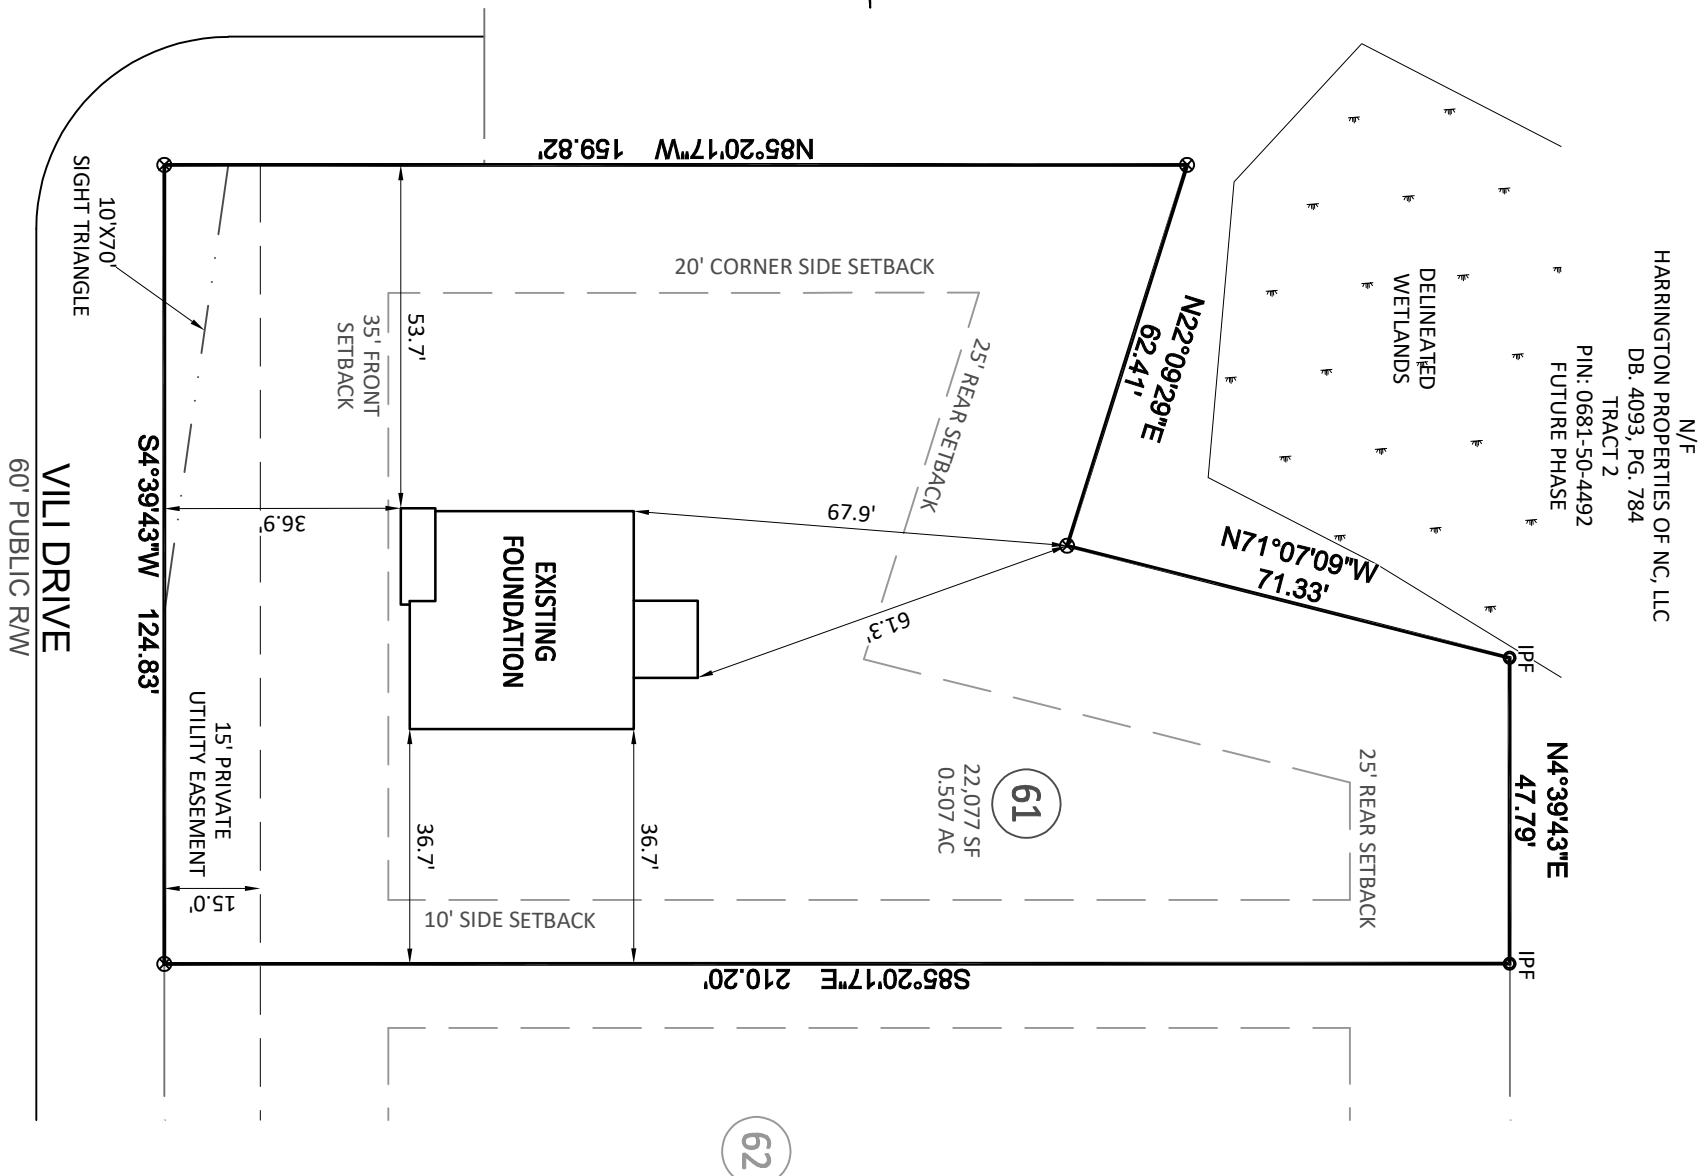 N/F
HARRINGTON PROPERTIES OF NC, LLC
DB. 4093, PG. 784
TRACT 2
PIN: 0681-50-4492
FUTURE PHASE
DELINEATED
WETLANDS
N85°20'17"W 159.82'
10'X70'
SIGHT TRIANGLE
20' CORNER SIDE SETBACK
53.7'
35' FRONT
SETBACK
25' REAR SETBACK
N22°09'29"E
62.41'
N71°07'09"W
71.33'
IPF
N4°39'43"E
47.79'
IPF
67.9'
61.3'
36.9'
EXISTING
FOUNDATION
S4°39'43"W 124.83'
VILI DRIVE
60' PUBLIC R/W
15' PRIVATE
UTILITY EASEMENT
15.0'
36.7'
36.7'
61
22,077 SF
0.507 AC
25' REAR SETBACK
10' SIDE SETBACK
S85°20'17"E 210.20'
62